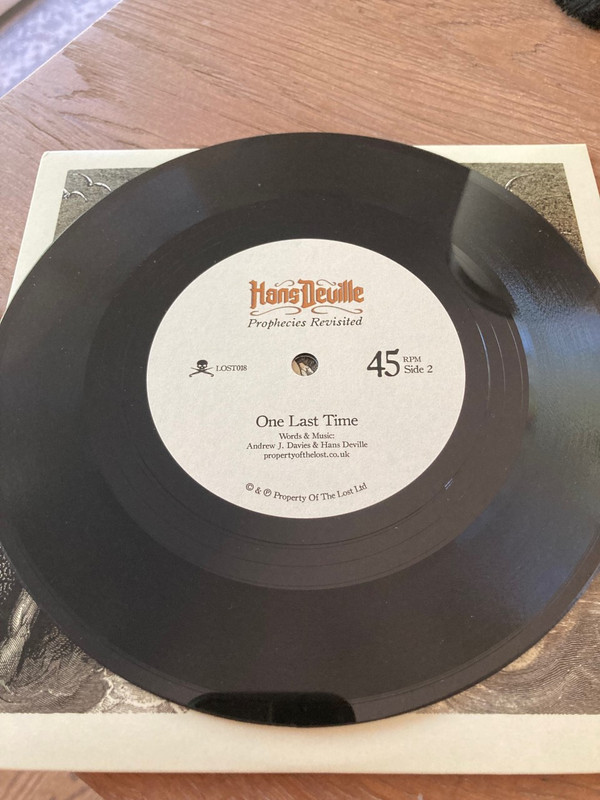 Hans Deville
Prophecies Revisited
LOST018
45 RPM
Side 2
One Last Time
Words & Music:
Andrew J. Davies & Hans Deville
propertyofthelost.co.uk
© & ℗ Property Of The Lost Ltd